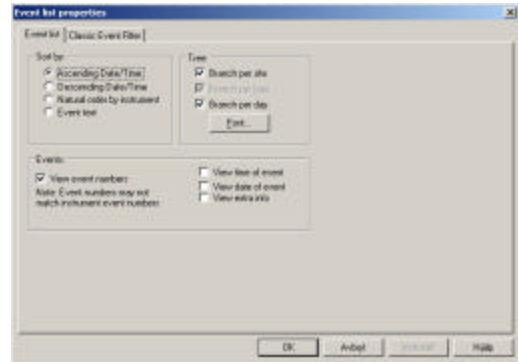 Event list properties
Event list
Classic Event Filter
Sort by
Ascending Date/Time
Descending Date/Time
Natural order by instrument
Event text
Tree
Branch per site
Branch per day
Font...
Events
View event numbers
Note: Event numbers may not
match instrument event numbers
View time of event
View date of event
View extra info
OK
Avbryt
Hjälp